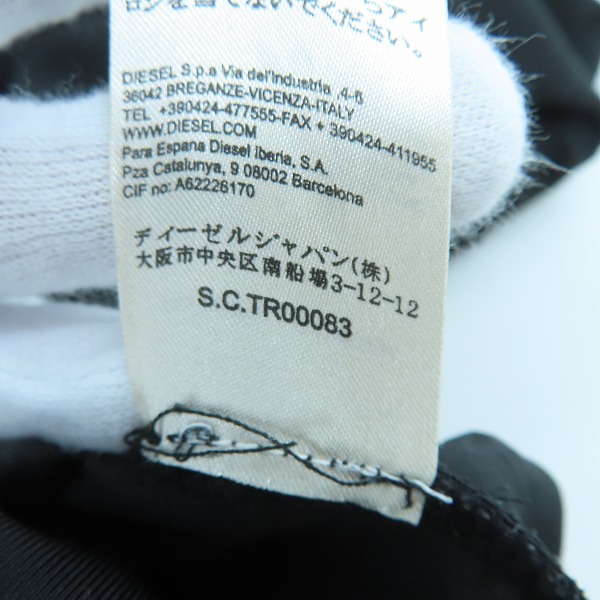 ロンを当てないでください。
DIESEL S.p.a Via del'Industria ,4-6
36042 BREGANZE-VICENZA-ITALY
TEL +390424-477555-FAX + 390424-411955
WWW.DIESEL.COM
Para Espana Diesel Iberia, S.A.
Pza Catalunya, 9 08002 Barcelona
CIF no: A62226170
ディーゼルジャパン(株)
大阪市中央区南船場3-12-12
S.C.TR00083